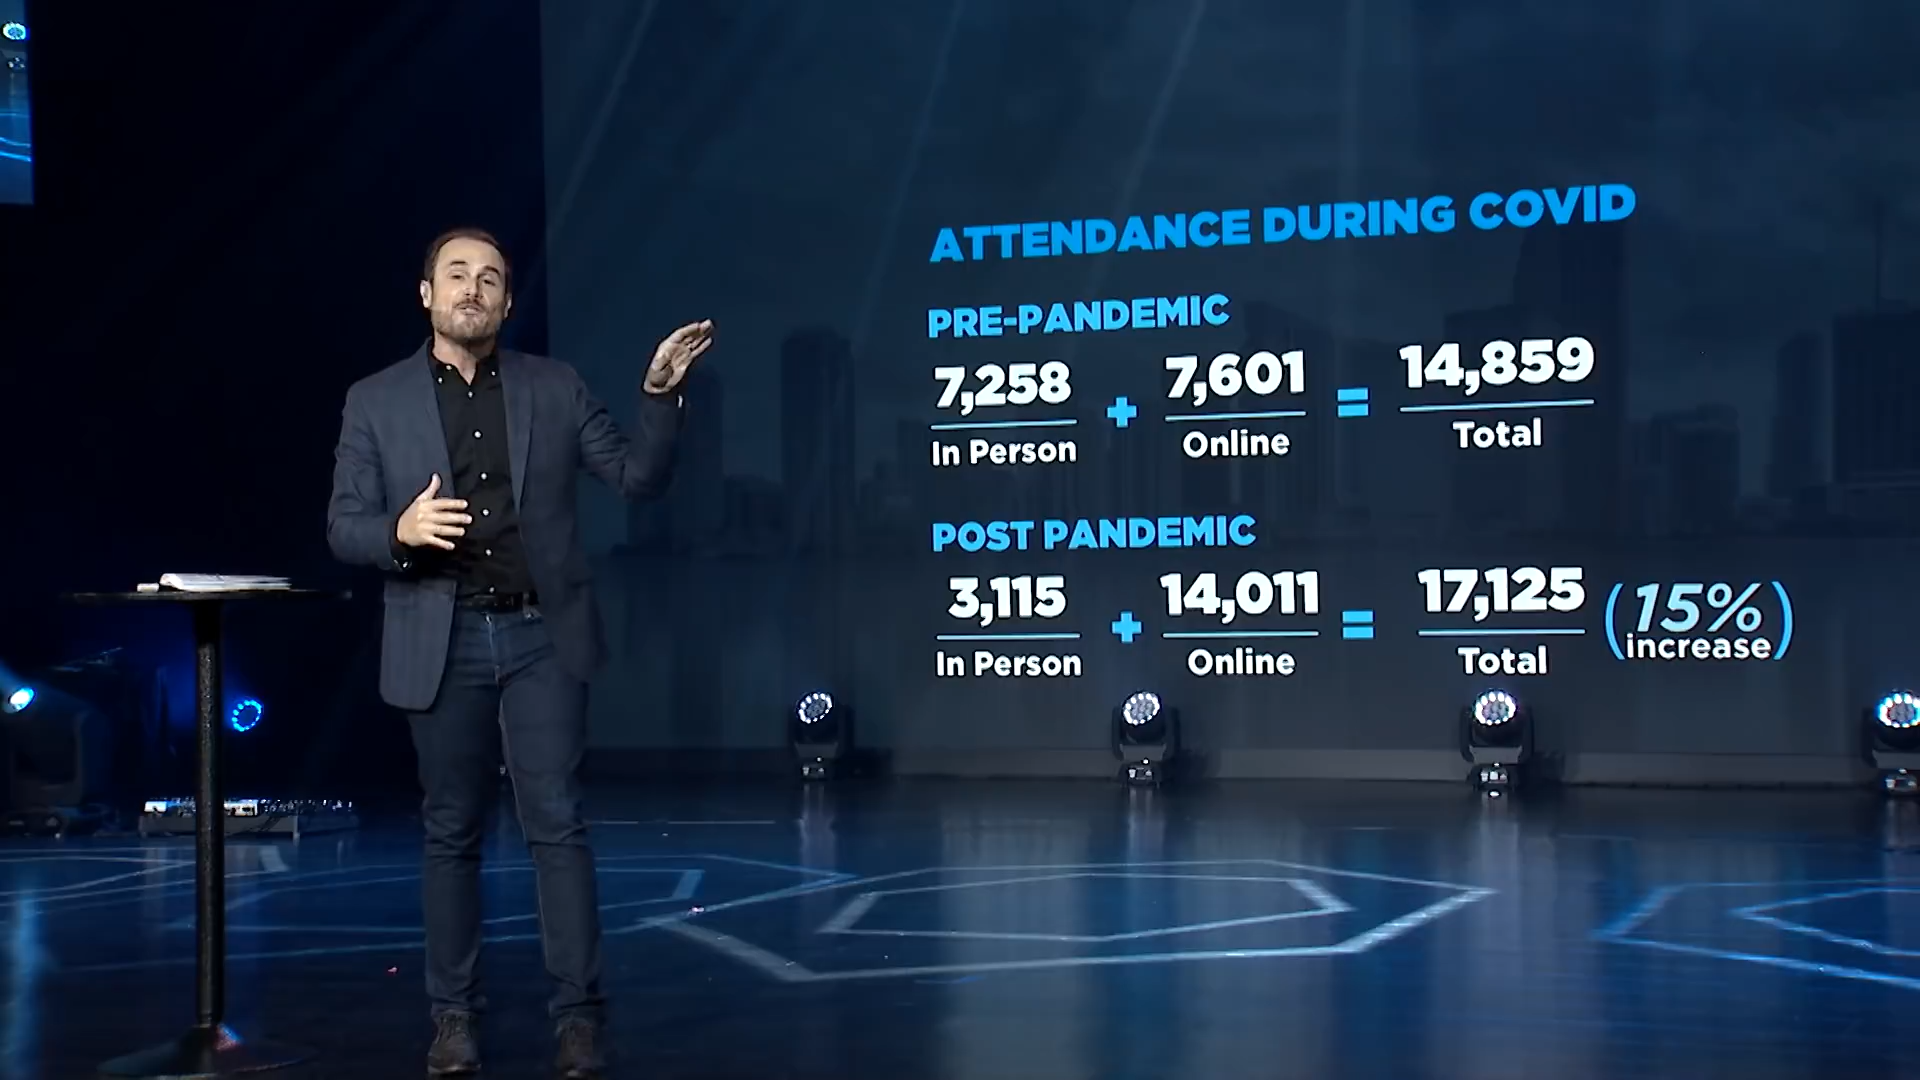 ATTENDANCE DURING COVID
PRE-PANDEMIC
7,258 + 7,601 = 14,859
In Person Online Total
POST PANDEMIC
3,115 + 14,011 = 17,125 (15%
increase)
In Person Online Total